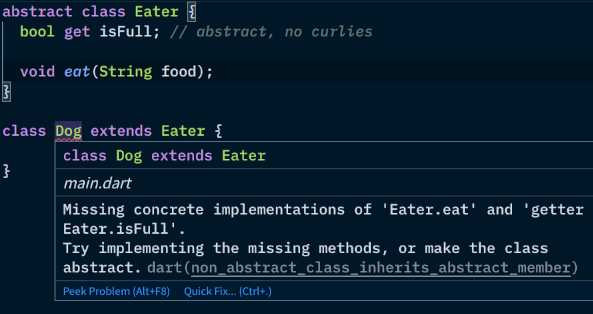 abstract class Eater {
bool get isFull; // abstract, no curlies
void eat(String food);
}
class Dog extends Eater {
class Dog extends Eater
}
main.dart
Missing concrete implementations of 'Eater.eat' and 'getter
Eater.isFull'.
Try implementing the missing methods, or make the class
abstract. dart(non_abstract_class_inherits_abstract_member)
Peek Problem (Alt+F8) Quick Fix... (Ctrl+.)